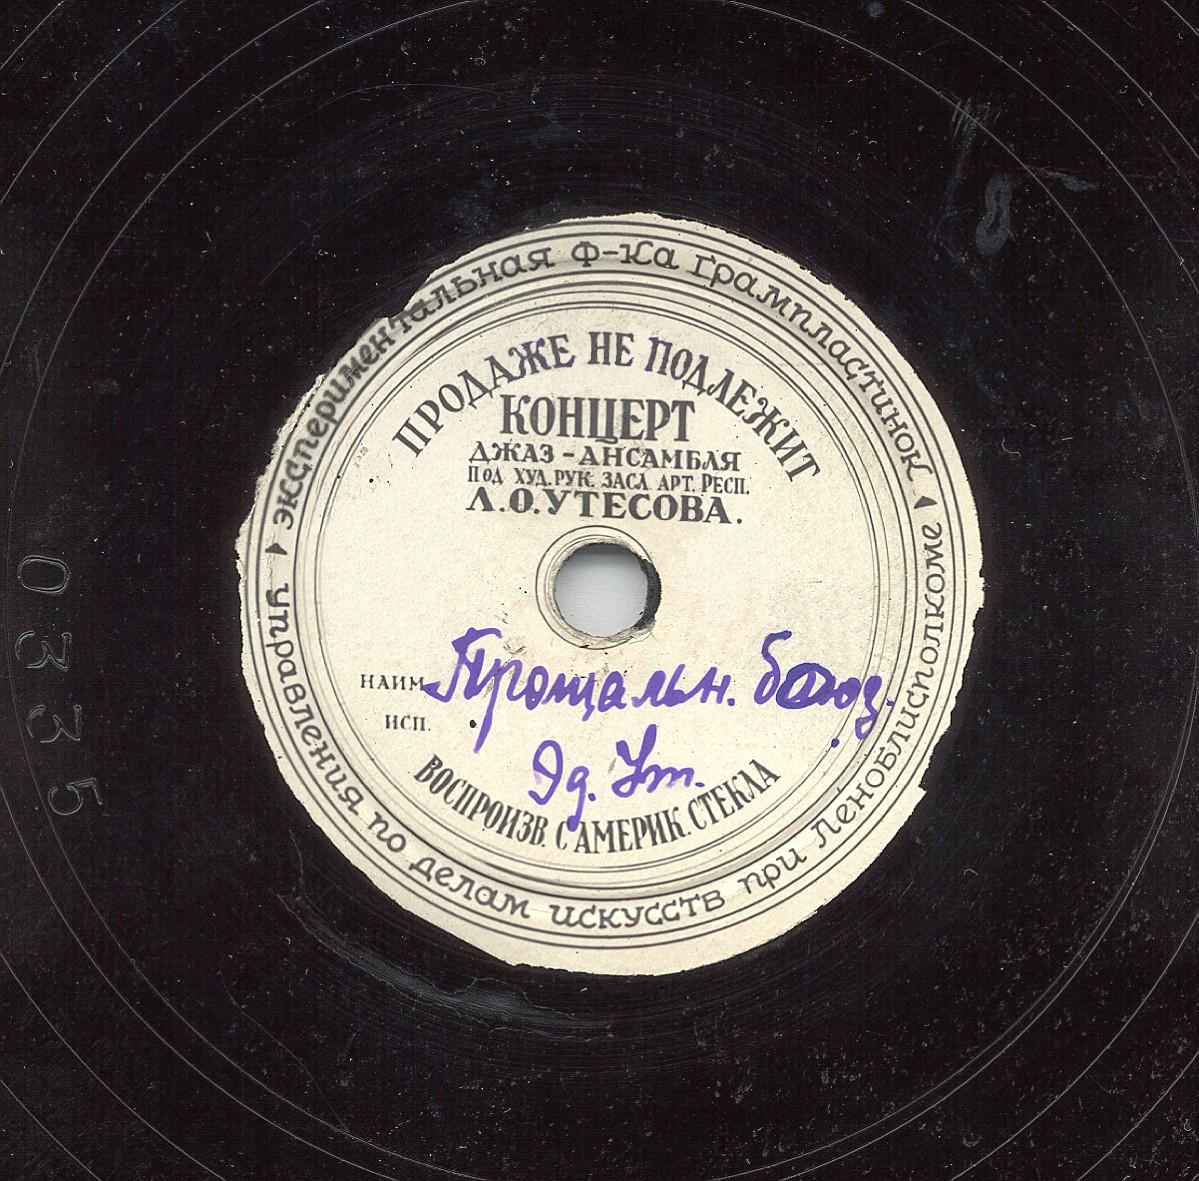 Экспериментальная Ф-ка Грампластинок
управления по делам искусств при Леноблисполкоме
ПРОДАЖЕ НЕ ПОДЛЕЖИТ
КОНЦЕРТ
ДЖАЗ-АНСАМБЛЯ
ПОД ХУД. РУК. ЗАСЛ. АРТ. РЕСП.
Л.О.УТЕСОВА.
НАИМ. Прощальн.
ИСП. Эд. Ут.
ВОСПРОИЗВ. С АМЕРИК. СТЕКЛА
0335